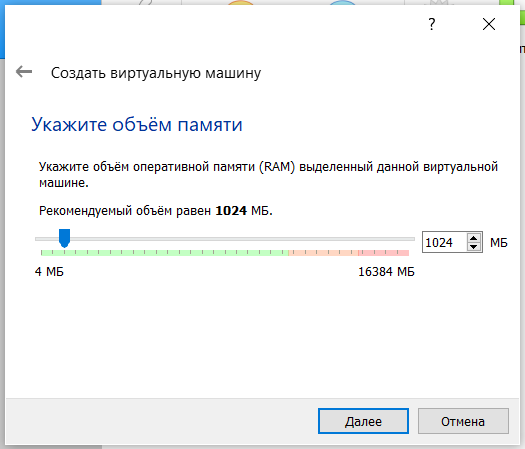 ?
Создать виртуальную машину
Укажите объём памяти
Укажите объём оперативной памяти (RAM) выделенный данной виртуальной
машине.
Рекомендуемый объём равен 1024 МБ.
1024 МБ
4 МБ 16384 МБ
Далее Отмена